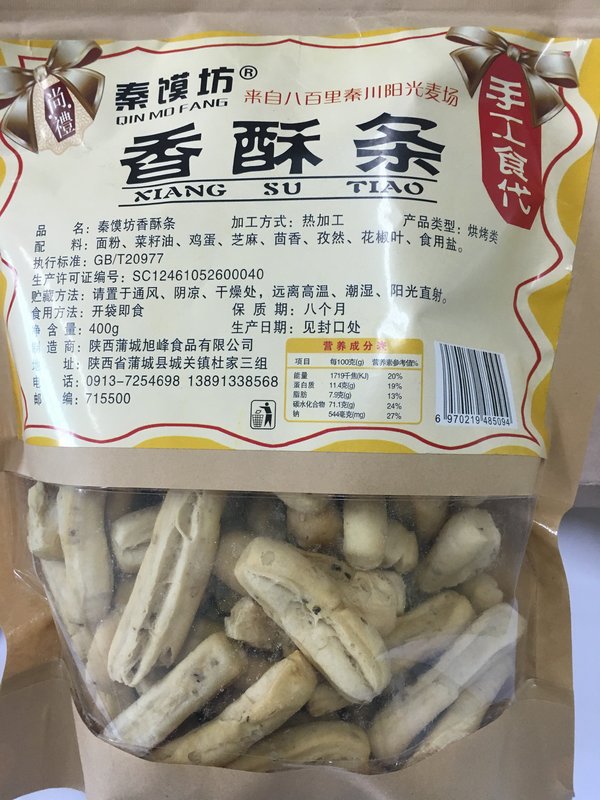 尚禮
秦馍坊®
QIN MO FANG
来自八百里秦川阳光麦场
手工食代
香酥条
XIANG SU TIAO
品 名：秦馍坊香酥条 加工方式：热加工 产品类型：烘烤类
配 料：面粉、菜籽油、鸡蛋、芝麻、茴香、孜然、花椒叶、食用盐。
执行标准：GB/T20977
生产许可证编号：SC12461052600040
贮藏方法：请置于通风、阴凉、干燥处，远离高温、潮湿、阳光直射。
食用方法：开袋即食 保 质 期：八个月
净 含 量：400g 生产日期：见封口处
制 造 商：陕西蒲城旭峰食品有限公司
地 址：陕西省蒲城县城关镇杜家三组
电 话：0913-7254698 13891338568
邮 编：715500
营养成分表
项目 每100克(g) 营养素参考值%
能量 1719千焦(KJ) 20%
蛋白质 11.4克(g) 19%
脂肪 7.9克(g) 13%
碳水化合物 71.1克(g) 24%
钠 544毫克(mg) 27%
6 970219 485094